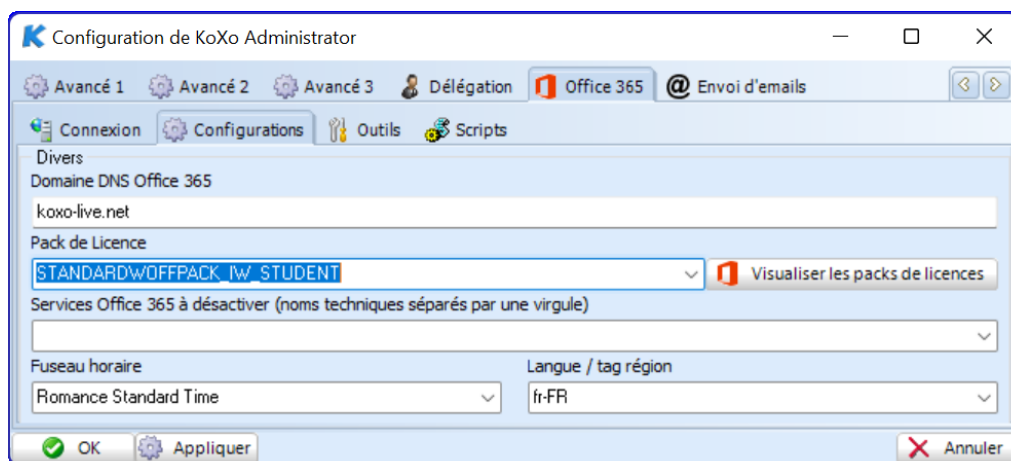 Configuration de KoXo Administrator
Avancé 1 Avancé 2 Avancé 3 Délégation Office 365 @ Envoi d'emails
Connexion Configurations Outils Scripts
Divers
Domaine DNS Office 365
koxo-live.net
Pack de Licence
STANDARDWOFFPACK_IW_STUDENT Visualiser les packs de licences
Services Office 365 à désactiver (noms techniques séparés par une virgule)
Fuseau horaire Langue / tag région
Romance Standard Time fr-FR
OK Appliquer Annuler